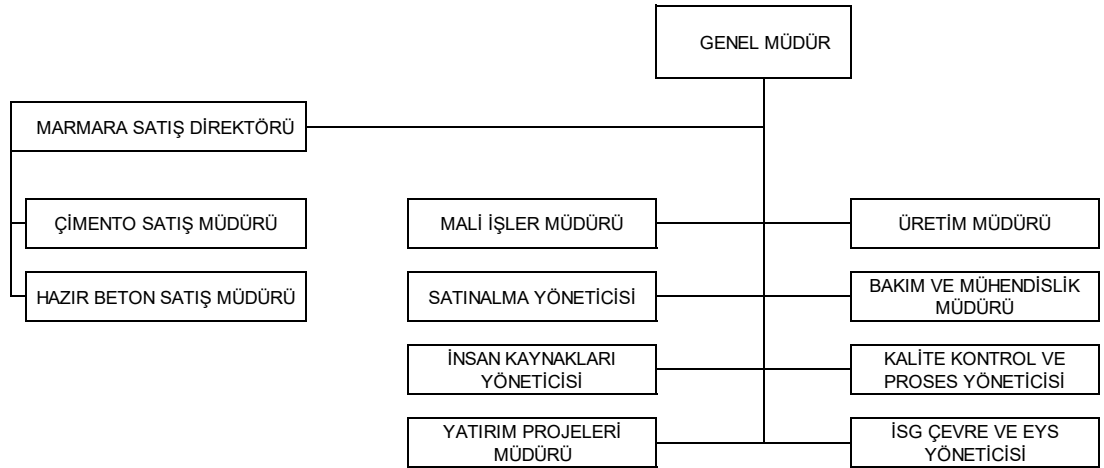 GENEL MÜDÜR
MARMARA SATIŞ DİREKTÖRÜ
ÇİMENTO SATIŞ MÜDÜRÜ
HAZIR BETON SATIŞ MÜDÜRÜ
MALİ İŞLER MÜDÜRÜ
SATINALMA YÖNETİCİSİ
İNSAN KAYNAKLARI
YÖNETİCİSİ
YATIRIM PROJELERİ
MÜDÜRÜ
ÜRETİM MÜDÜRÜ
BAKIM VE MÜHENDİSLİK
MÜDÜRÜ
KALİTE KONTROL VE
PROSES YÖNETİCİSİ
İSG ÇEVRE VE EYS
YÖNETİCİSİ